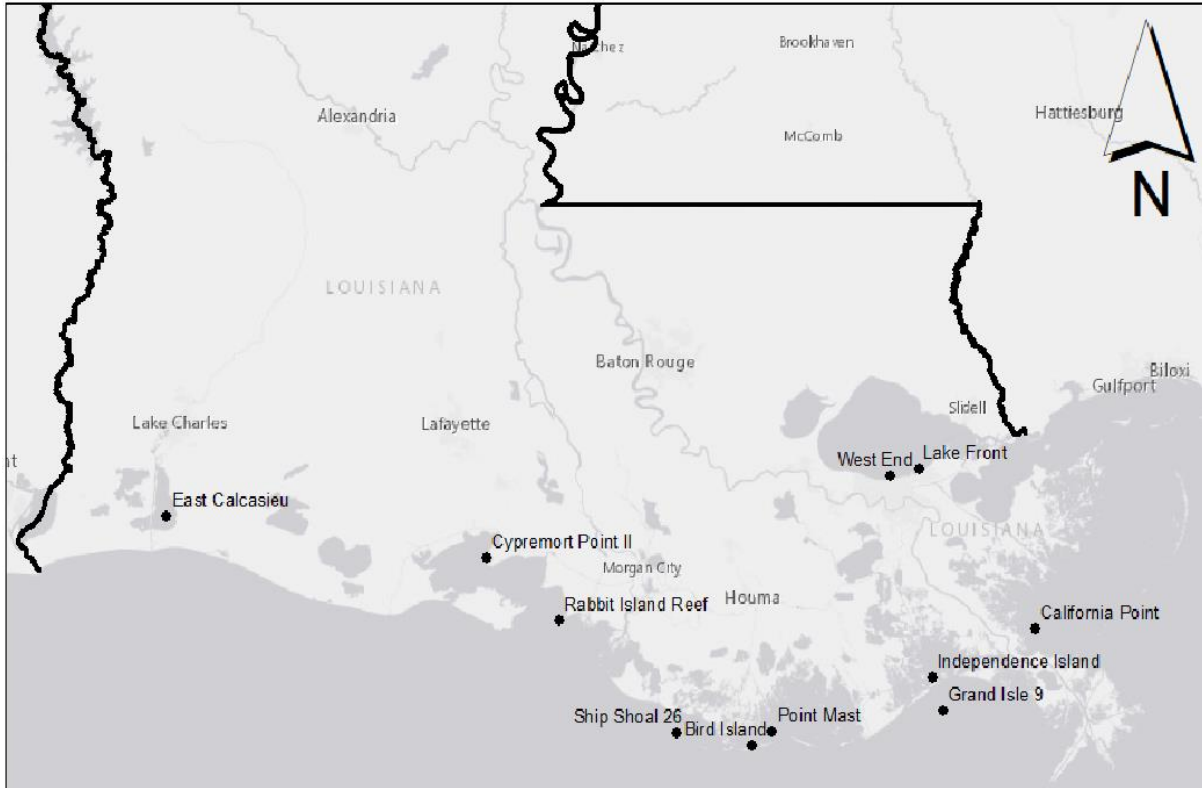 Natchez
Brookhaven
Alexandria
Hattiesburg
McComb
N
LOUISIANA
Baton Rouge
Biloxi
Gulfport
Slidell
Lake Charles
Lafayette
nt
West End
Lake Front
East Calcasieu
LOUISIANA
Cypremort Point II
Morgan City
Houma
Rabbit Island Reef
California Point
Independence Island
Grand Isle 9
Ship Shoal 26
Bird Island
Point Mast